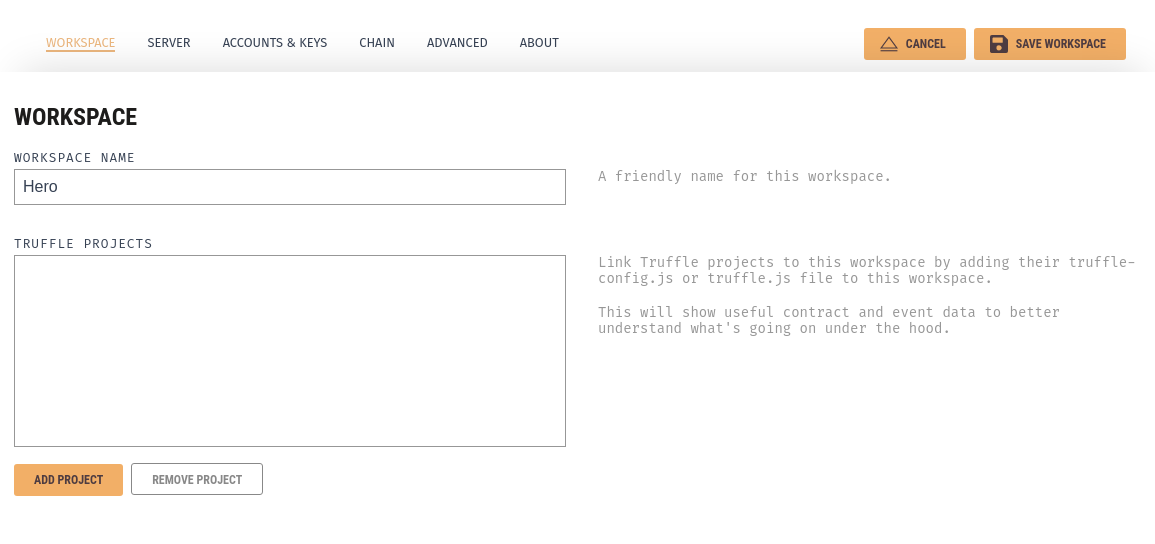 WORKSPACE SERVER ACCOUNTS & KEYS CHAIN ADVANCED ABOUT CANCEL SAVE WORKSPACE
WORKSPACE
WORKSPACE NAME
Hero
A friendly name for this workspace.
TRUFFLE PROJECTS
Link Truffle projects to this workspace by adding their truffle-
config.js or truffle.js file to this workspace.
This will show useful contract and event data to better
understand what's going on under the hood.
ADD PROJECT REMOVE PROJECT